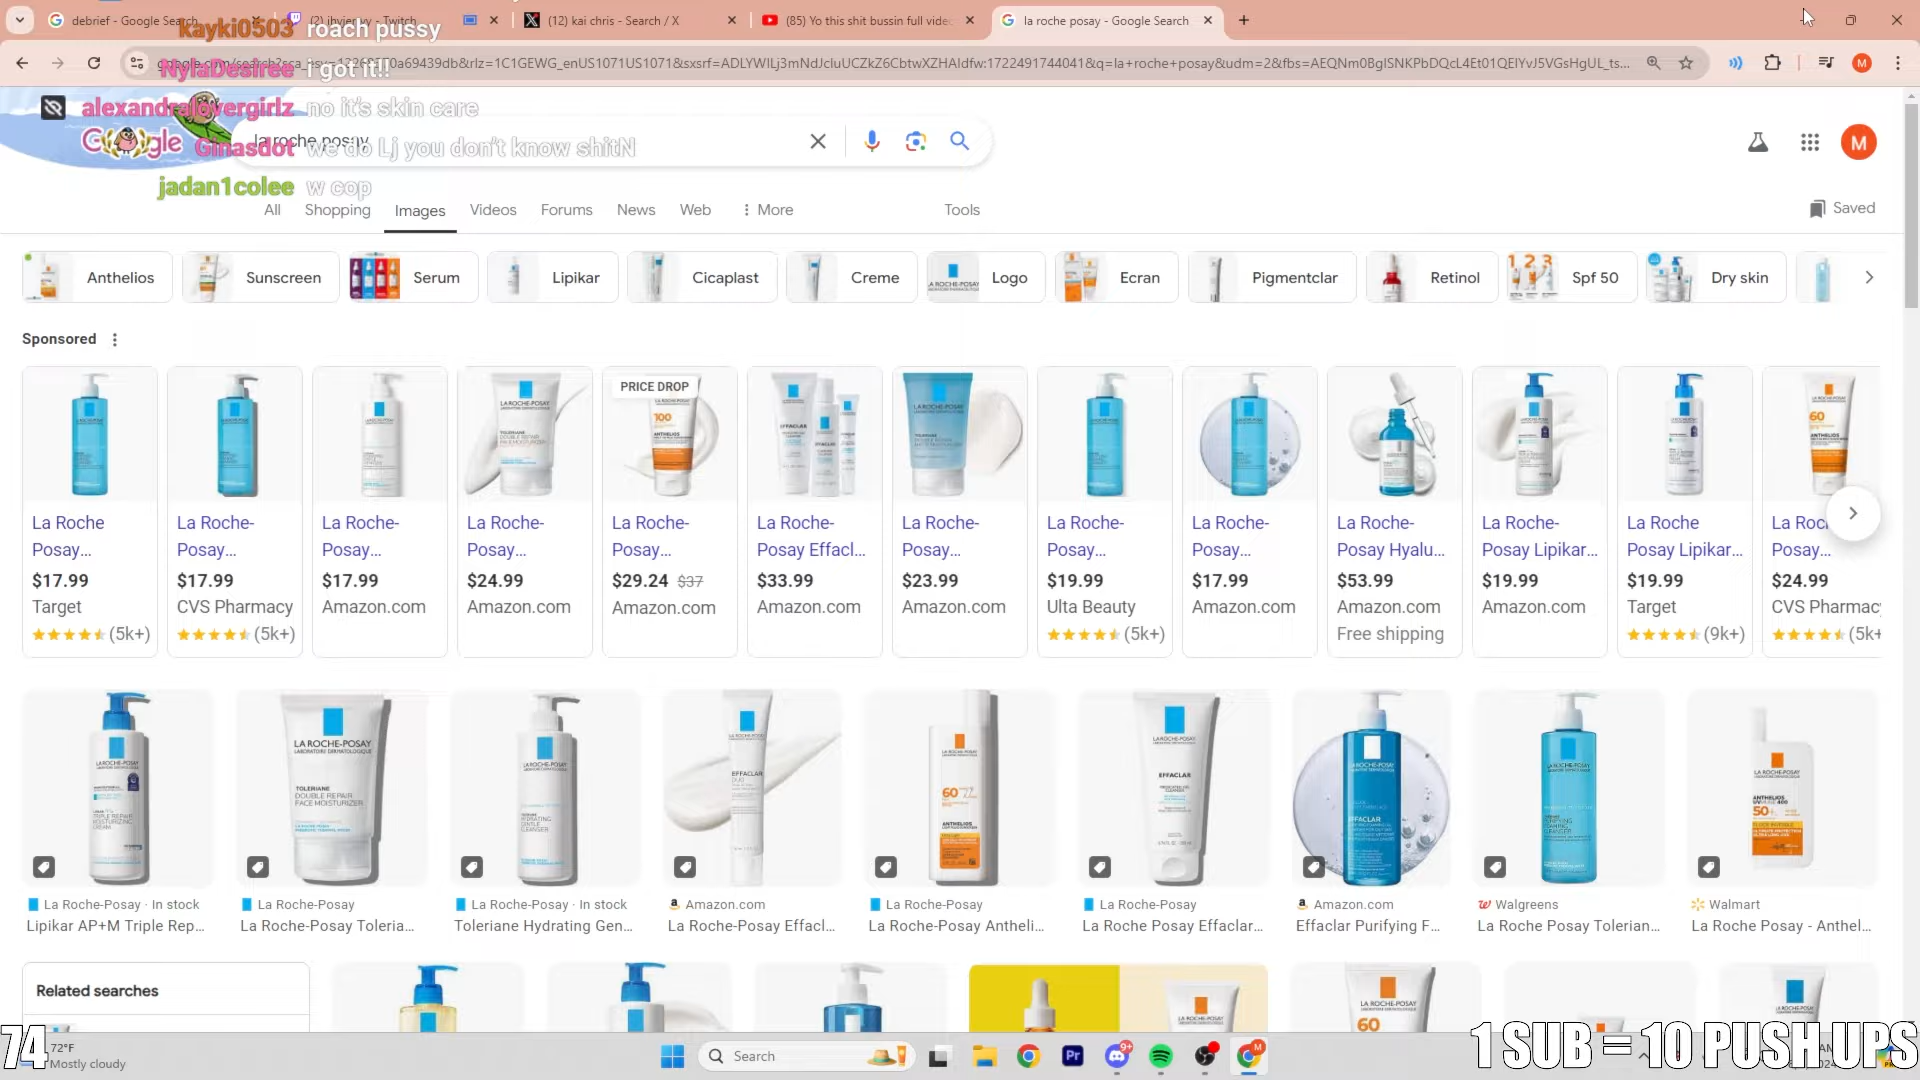 debrief - Google Search
(2) jhvierxy - Twitch
(12) kai chris - Search / X
(85) Yo this shit bussin full video
la roche posay - Google Search
kayki0503 roach pussy
NylaDesiree i got it!!
alexandralovergirlz no it's skin care
Google
la roche posay
Ginasdot we do Lj you don't know shitN
jadan1colee w cop
M
All
Shopping
Images
Videos
Forums
News
Web
More
Tools
Saved
Anthelios
Sunscreen
Serum
Lipikar
Cicaplast
Creme
Logo
Ecran
Pigmentclar
Retinol
Spf 50
Dry skin
Sponsored
PRICE DROP
La Roche Posay...
$17.99
Target
(5k+)
La Roche-Posay...
$17.99
CVS Pharmacy
(5k+)
La Roche-Posay...
$17.99
Amazon.com
La Roche-Posay...
$24.99
Amazon.com
La Roche-Posay...
$29.24 $37
Amazon.com
La Roche-Posay Effacl...
$33.99
Amazon.com
La Roche-Posay...
$23.99
Amazon.com
La Roche-Posay...
$19.99
Ulta Beauty
(5k+)
La Roche-Posay...
$17.99
Amazon.com
La Roche-Posay Hyalu...
$53.99
Amazon.com
Free shipping
La Roche-Posay Lipikar...
$19.99
Amazon.com
La Roche Posay Lipikar...
$19.99
Target
(9k+)
Posay...
$24.99
CVS Pharmac
(5k+
La Roche-Posay · In stock
Lipikar AP+M Triple Rep...
LA ROCHE-POSAY
LABORATOIRE DERMATOLOGIQUE
TOLERIANE
DOUBLE REPAIR
FACE MOISTURIZER
La Roche-Posay
La Roche-Posay Toleria...
La Roche-Posay · In stock
Toleriane Hydrating Gen...
EFFACLAR
Amazon.com
La Roche-Posay Effacl...
60
ANTHELIOS
La Roche-Posay
La Roche-Posay Antheli...
EFFACLAR
La Roche-Posay
La Roche Posay Effaclar...
EFFACLAR
Amazon.com
Effaclar Purifying F...
Walgreens
La Roche Posay Tolerian...
ANTHELIOS
50+
Walmart
La Roche Posay - Anthel...
Related searches
60
74
72°F
Mostly cloudy
Search
Pr
9+
M
1 SUB = 10 PUSH UPS